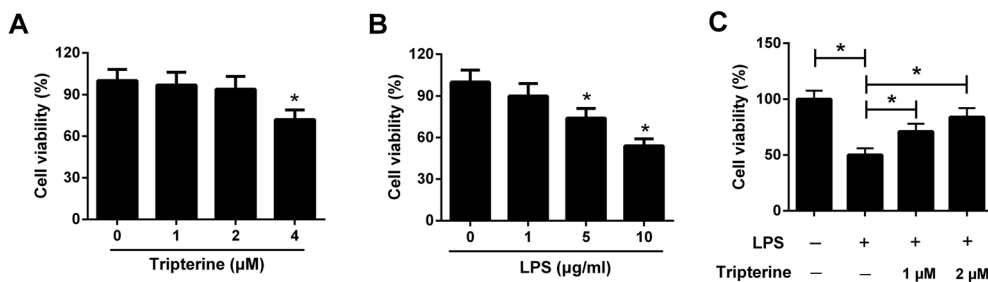 A
Cell viability (%)
120
90
60
30
0
*
0 1 2 4
Tripterine (µM)
B
Cell viability (%)
120
90
60
30
0
* *
0 1 5 10
LPS (µg/ml)
C
Cell viability (%)
150
100
50
0
* * *
LPS – + + +
Tripterine – – 1 µM 2 µM